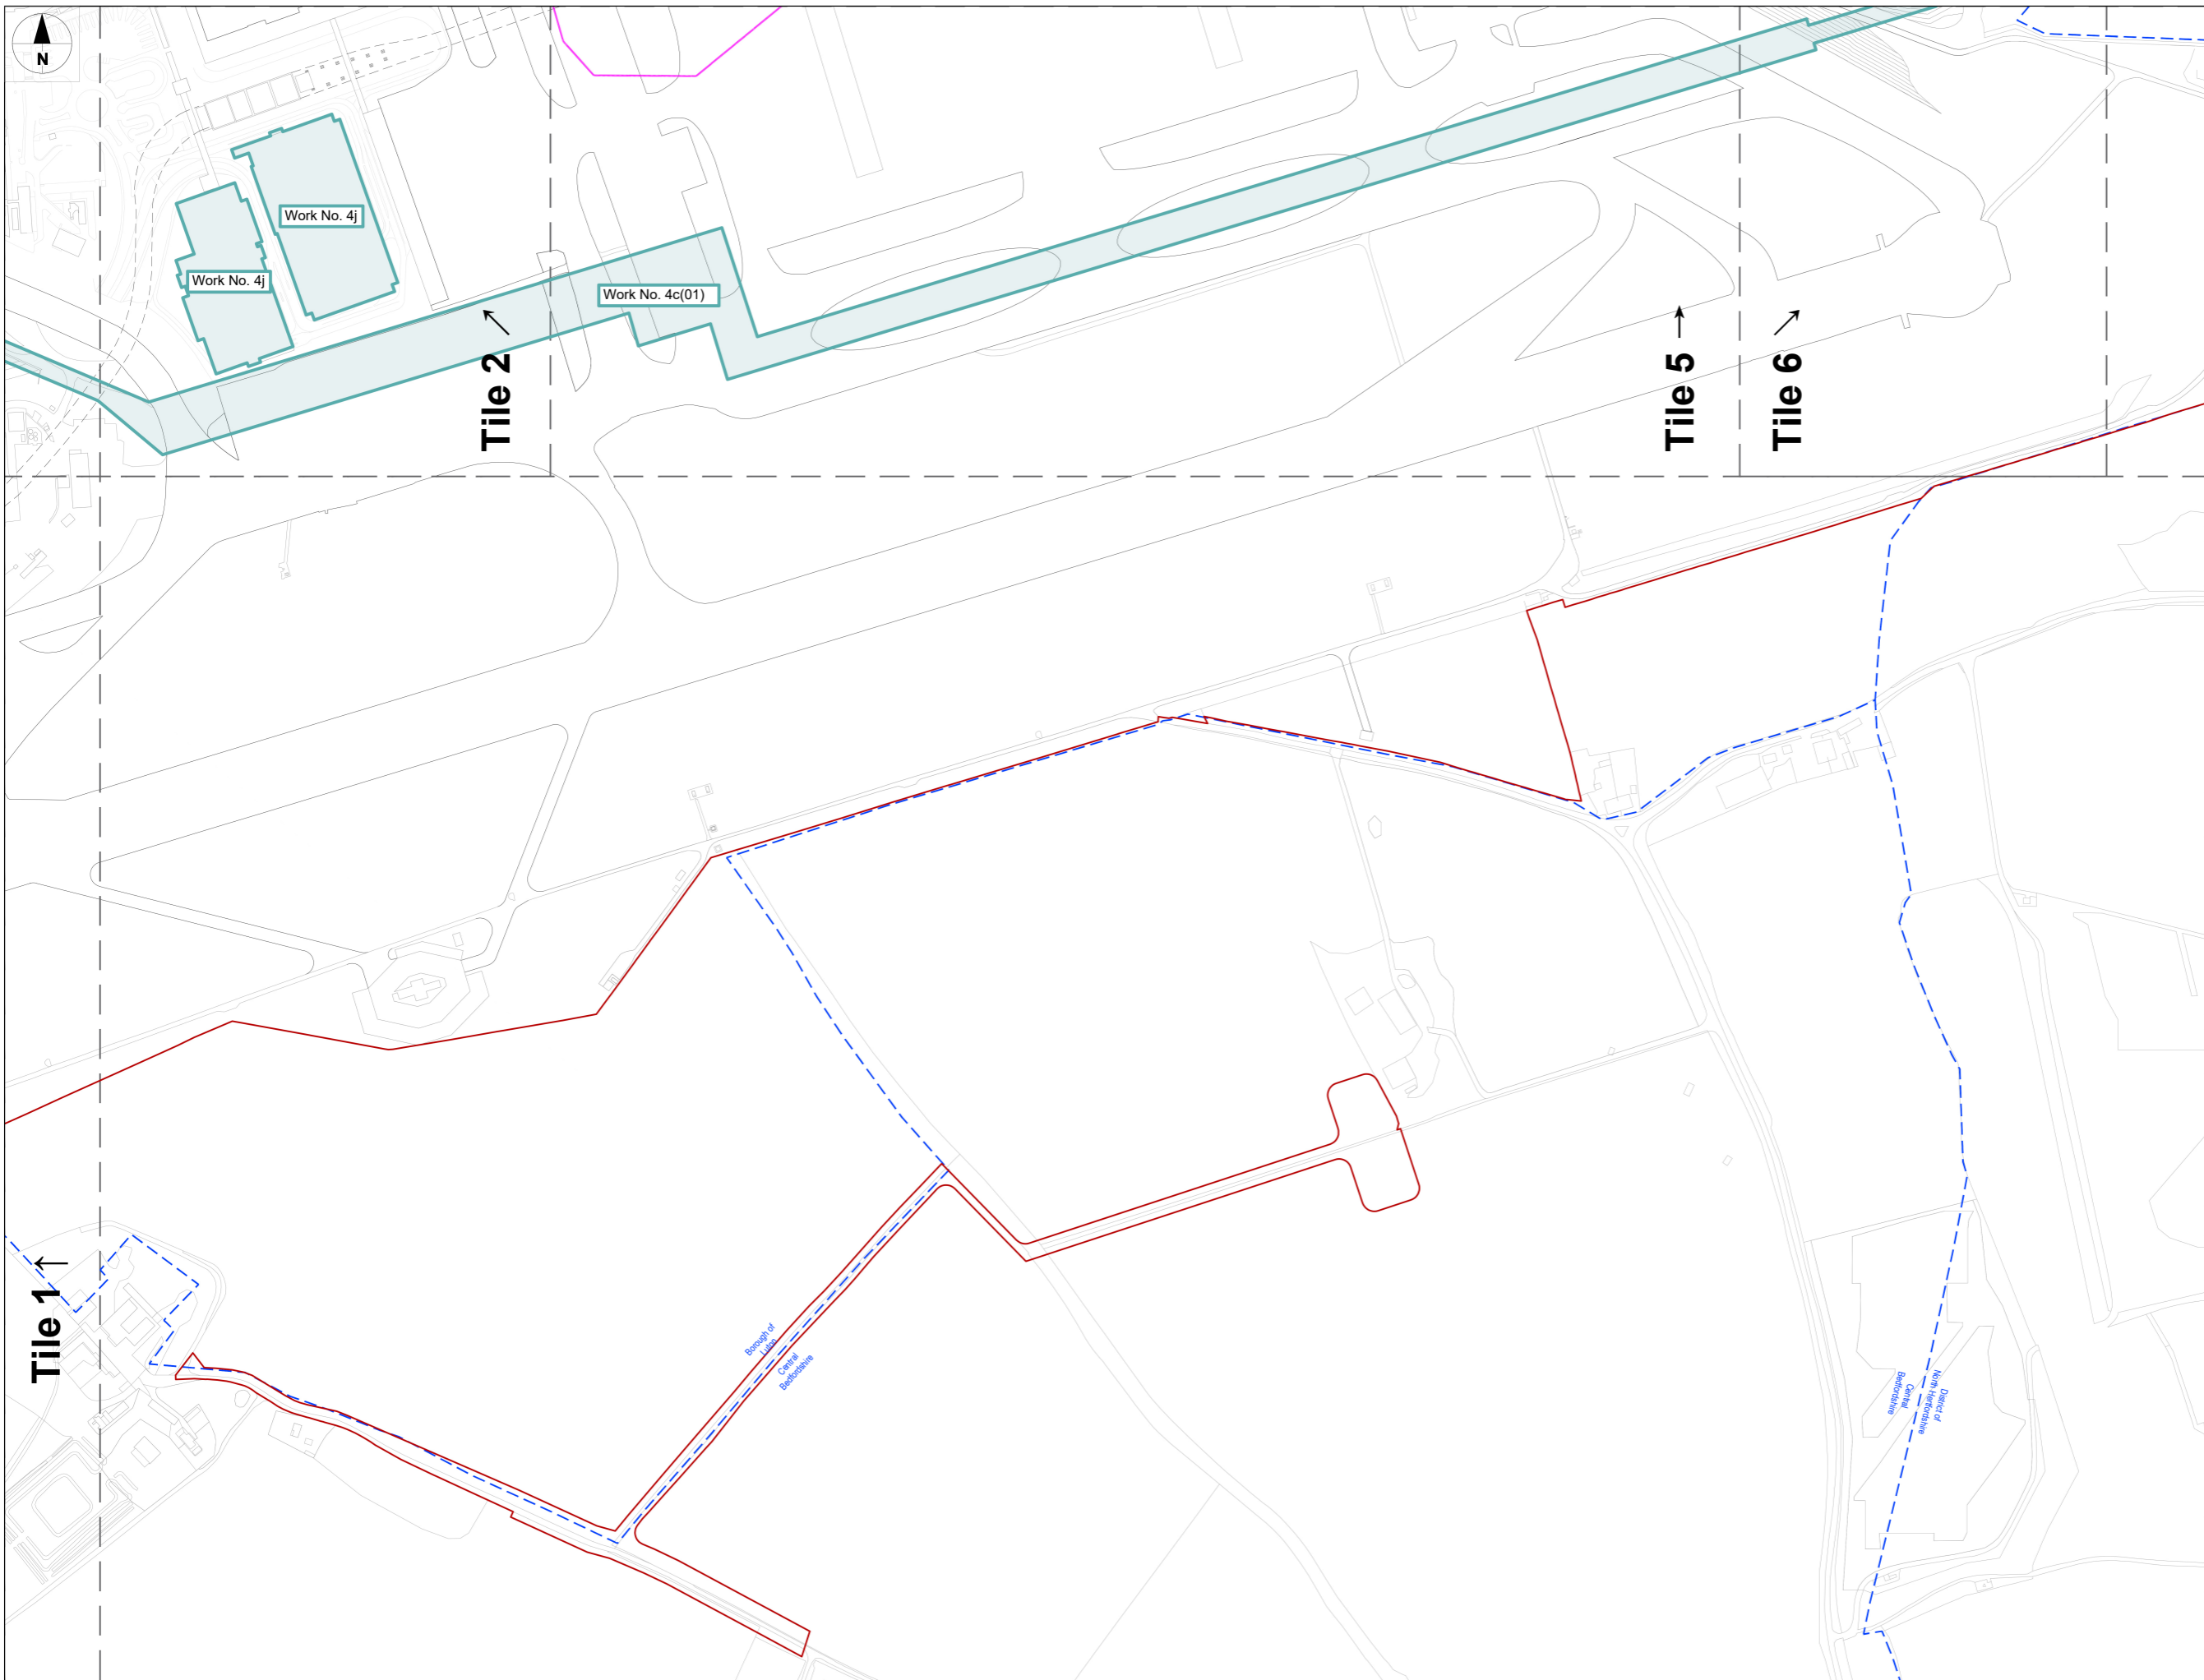 N
Work No. 4j
Work No. 4j
Work No. 4c(01)
Tile 2
Tile 5
Tile 6
Tile 1
Borough of
Luton
Central
Bedfordshire
District of
North Hertfordshire
Central
Bedfordshire